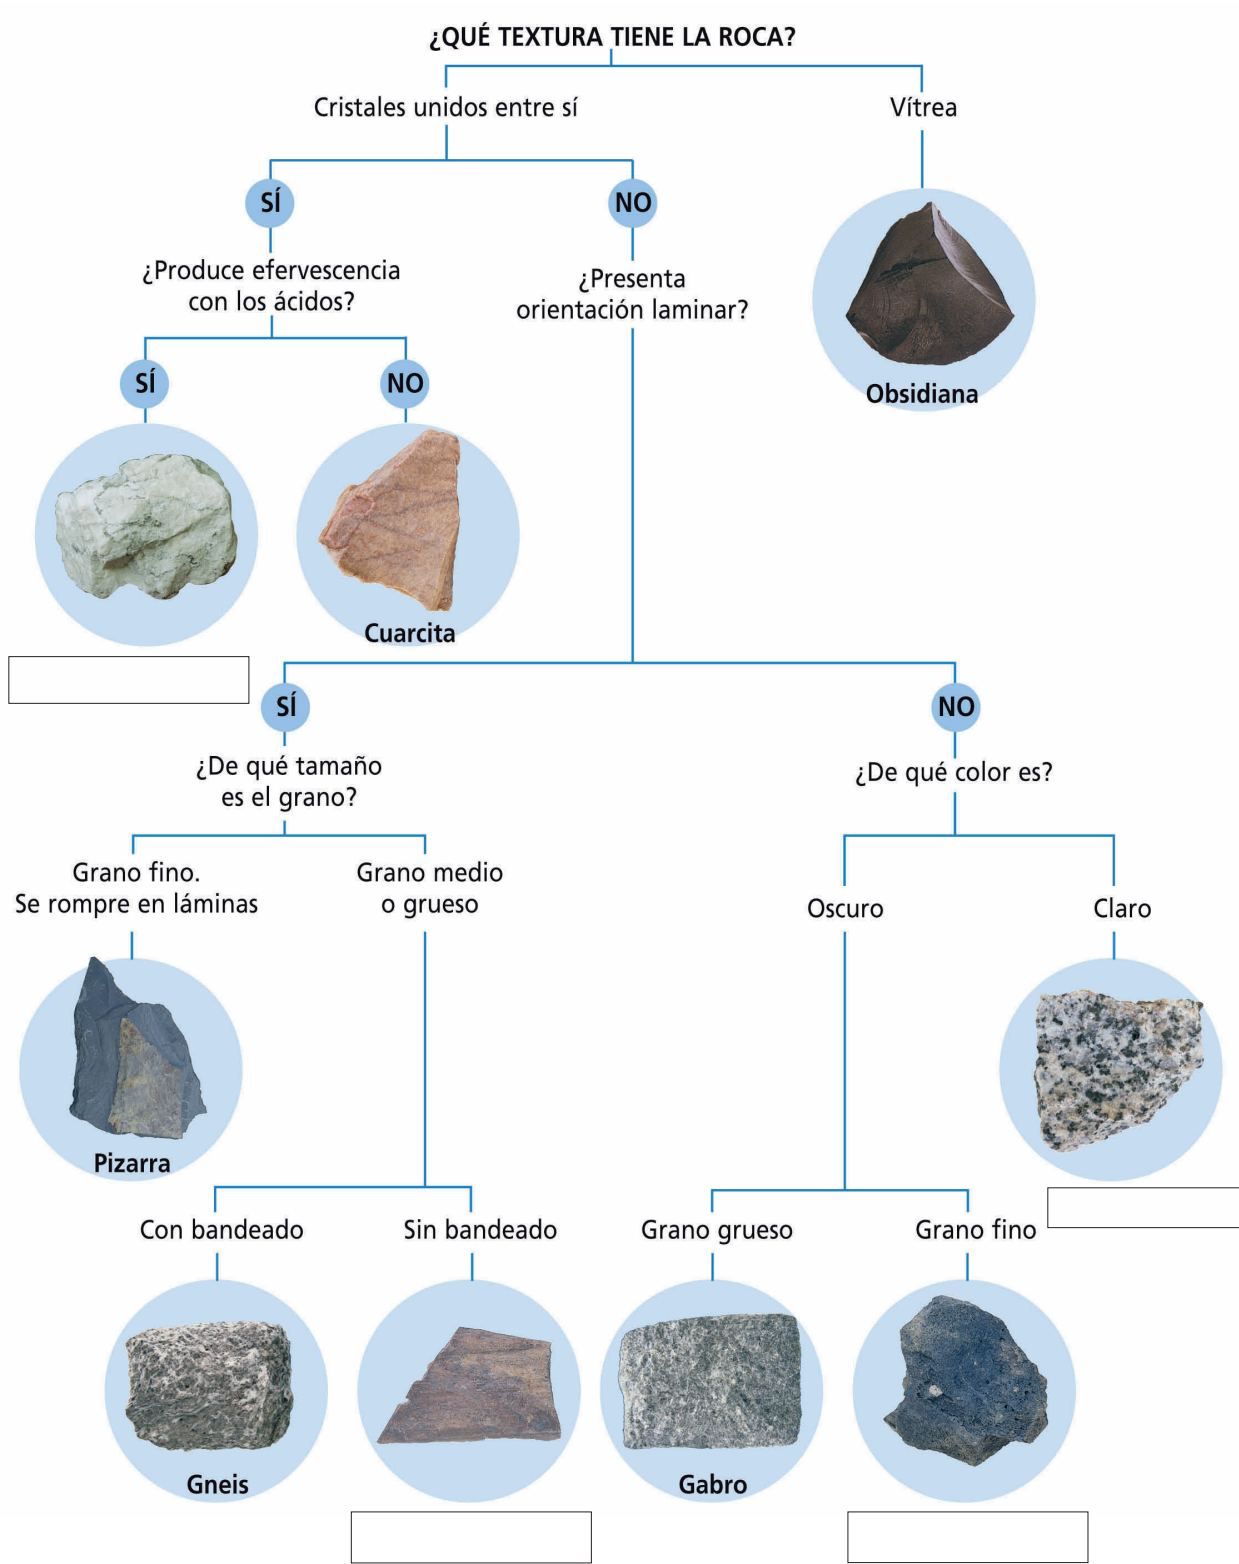 ¿QUÉ TEXTURA TIENE LA ROCA?
Cristales unidos entre sí
Vítrea
SÍ
NO
¿Produce efervescencia
con los ácidos?
¿Presenta
orientación laminar?
Obsidiana
SÍ
NO
Cuarcita
SÍ
NO
¿De qué tamaño
es el grano?
¿De qué color es?
Grano fino.
Se rompre en láminas
Grano medio
o grueso
Oscuro
Claro
Pizarra
Con bandeado
Sin bandeado
Grano grueso
Grano fino
Gneis
Gabro